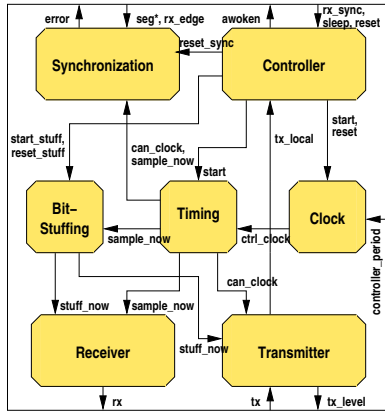 error
seg*, rx_edge
awoken
rx_sync,
sleep, reset
reset_sync
Synchronization
Controller
start_stuff,
reset_stuff
can_clock,
sample_now
tx_local
start,
reset
start
Bit–
Stuffing
Timing
Clock
sample_now
ctrl_clock
controller_period
can_clock
stuff_now
sample_now
stuff_now
Receiver
Transmitter
rx
tx
tx_level